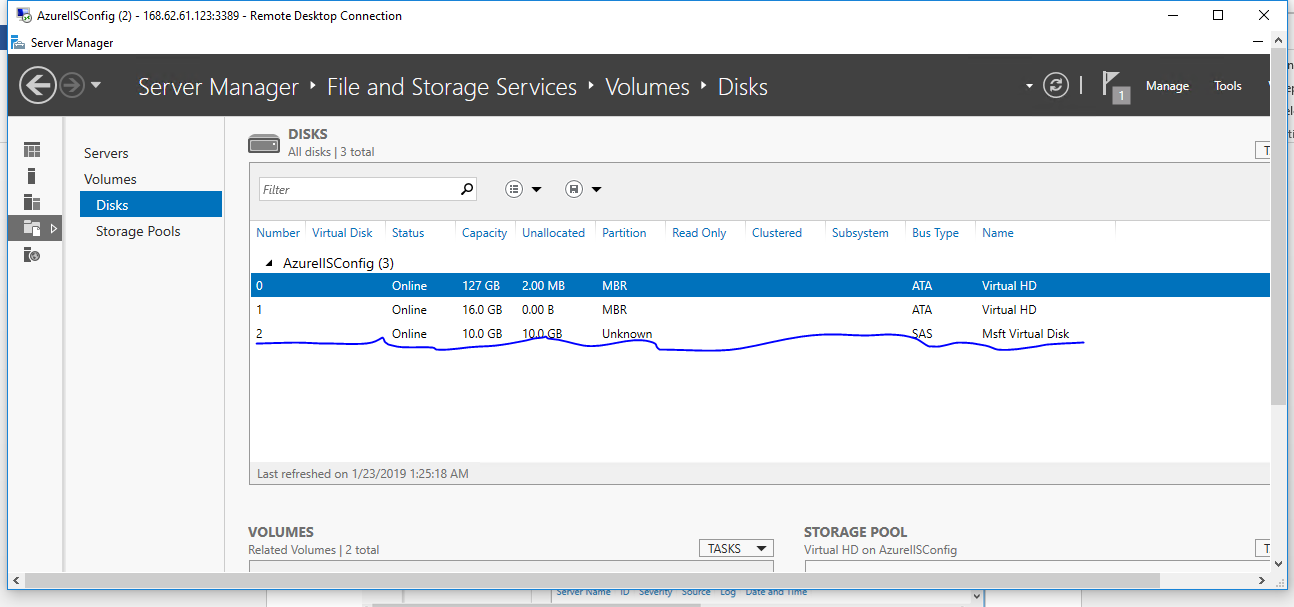 AzureIISConfig (2) - 168.62.61.123:3389 - Remote Desktop Connection
Server Manager
Server Manager File and Storage Services Volumes Disks
1 Manage Tools
Servers
Volumes
Disks
Storage Pools
DISKS
All disks | 3 total
T
Filter
Number Virtual Disk Status Capacity Unallocated Partition Read Only Clustered Subsystem Bus Type Name
AzureIISConfig (3)
0 Online 127 GB 2.00 MB MBR ATA Virtual HD
1 Online 16.0 GB 0.00 B MBR ATA Virtual HD
2 Online 10.0 GB 10.0 GB Unknown SAS Msft Virtual Disk
Last refreshed on 1/23/2019 1:25:18 AM
VOLUMES
Related Volumes | 2 total
TASKS
STORAGE POOL
Virtual HD on AzureIISConfig
T
Server Name ID Severity Source Log Date and Time